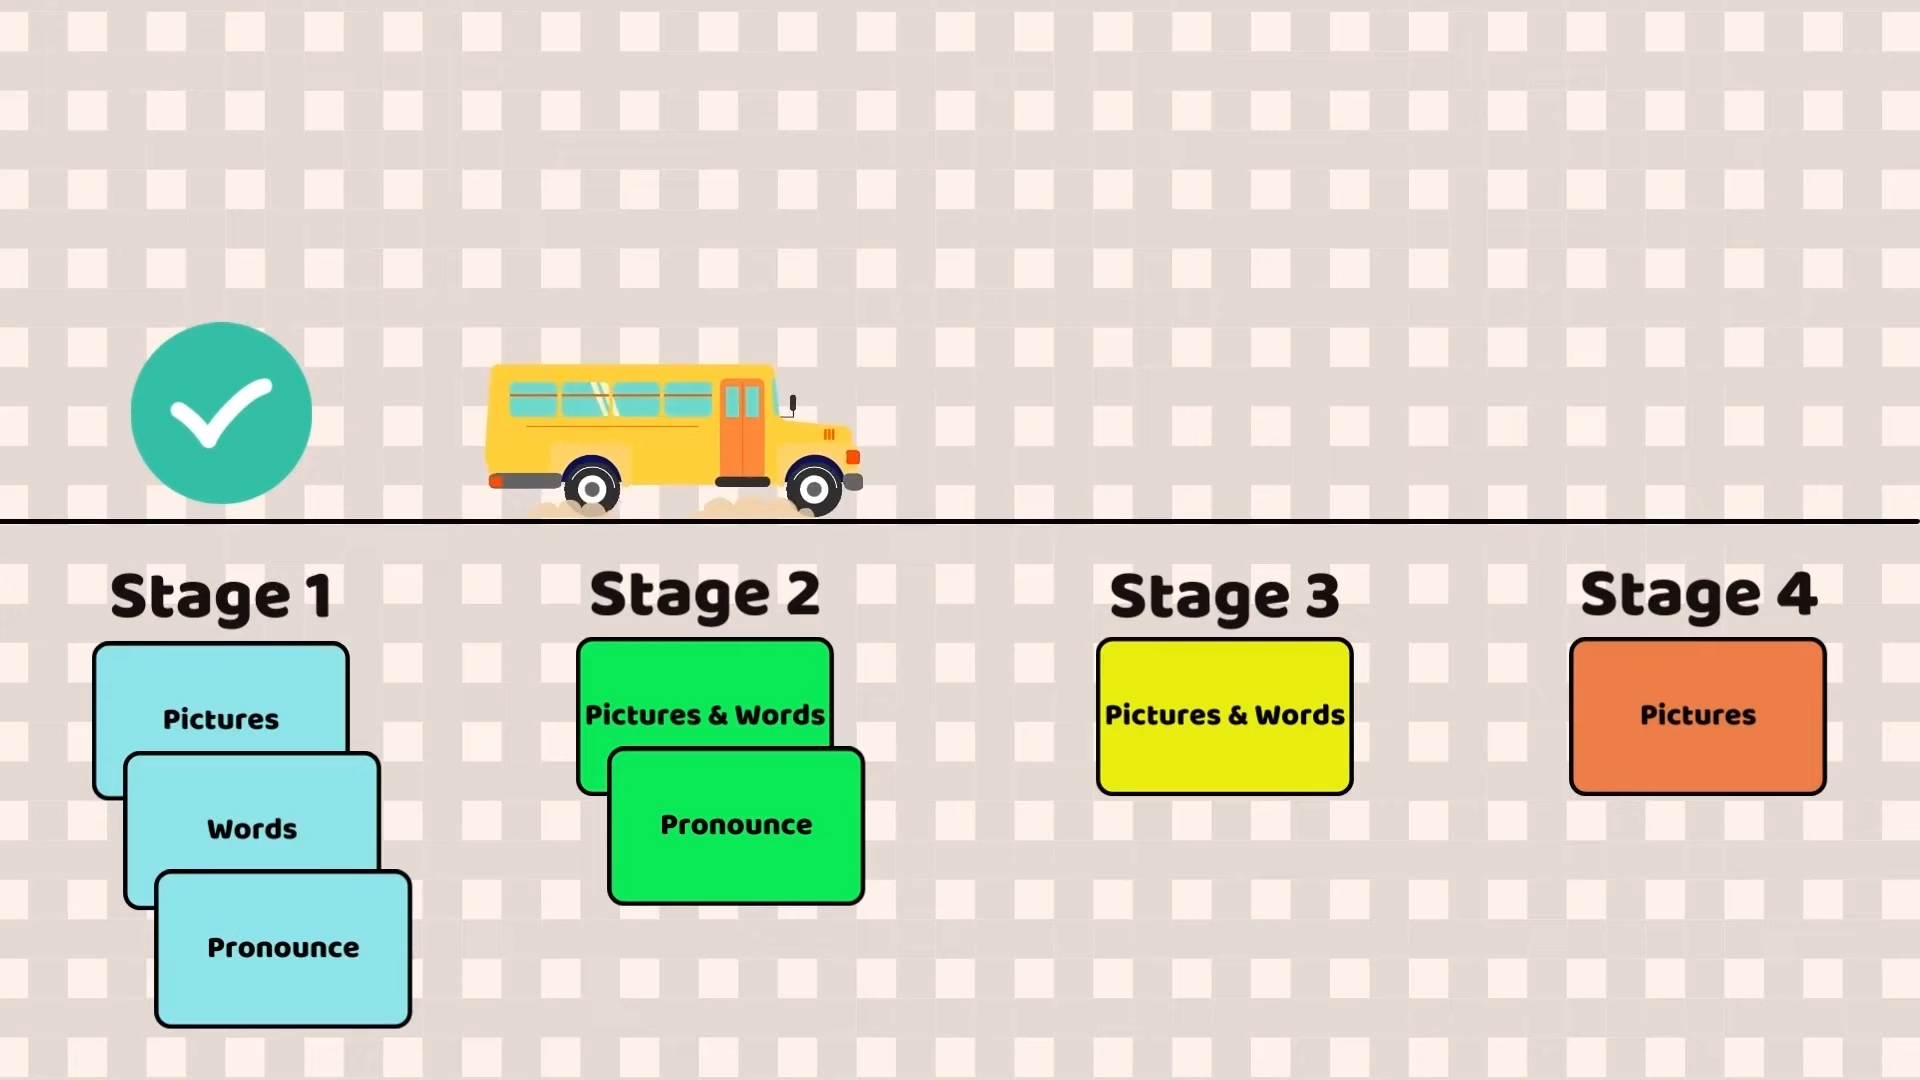 Stage 1
Pictures
Words
Pronounce
Stage 2
Pictures & Words
Pronounce
Stage 3
Pictures & Words
Stage 4
Pictures